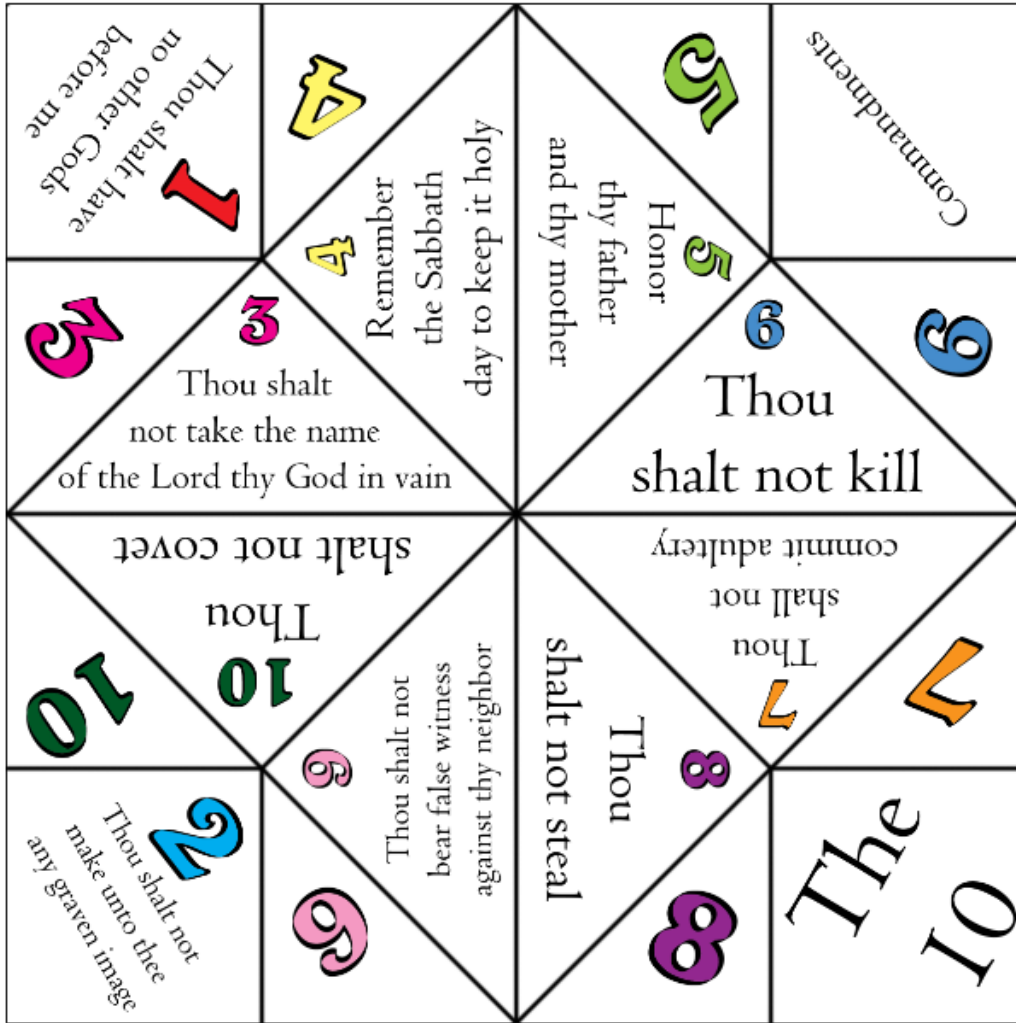 Thou shalt have
no other Gods
before me
1
4
5
Commandments
3
3
Thou shalt
not take the name
of the Lord thy God in vain
4
Remember
the Sabbath
day to keep it holy
5
Honor
thy father
and thy mother
6
Thou
shalt not kill
6
10
10
Thou
shalt not covet
9
Thou shalt not
bear false witness
against thy neighbor
8
Thou
shalt not steal
7
Thou
shall not
commit adultery
7
2
Thou shalt not
make unto thee
any graven image
9
8
The
10